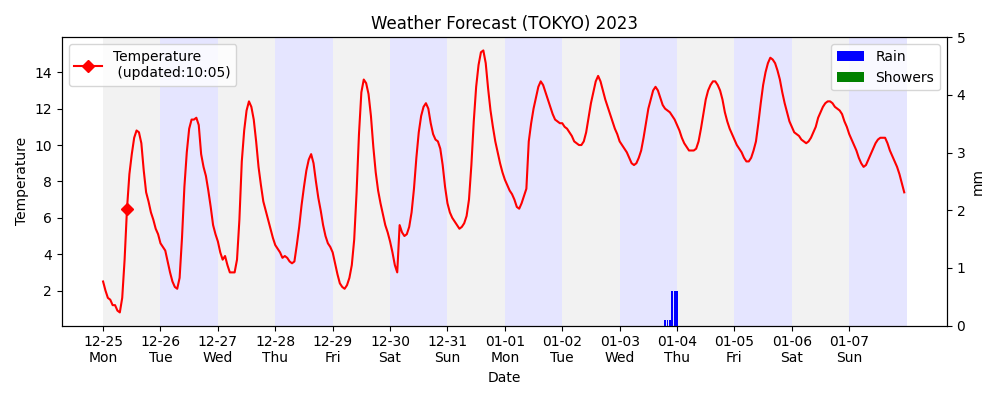 Weather Forecast (TOKYO) 2023
Temperature
(updated:10:05)
Rain
Showers
Temperature
14
12
10
8
6
4
2
5
4
3
2
1
0
mm
12-25 12-26 12-27 12-28 12-29 12-30 12-31 01-01 01-02 01-03 01-04 01-05 01-06 01-07
Mon Tue Wed Thu Fri Sat Sun Mon Tue Wed Thu Fri Sat Sun
Date